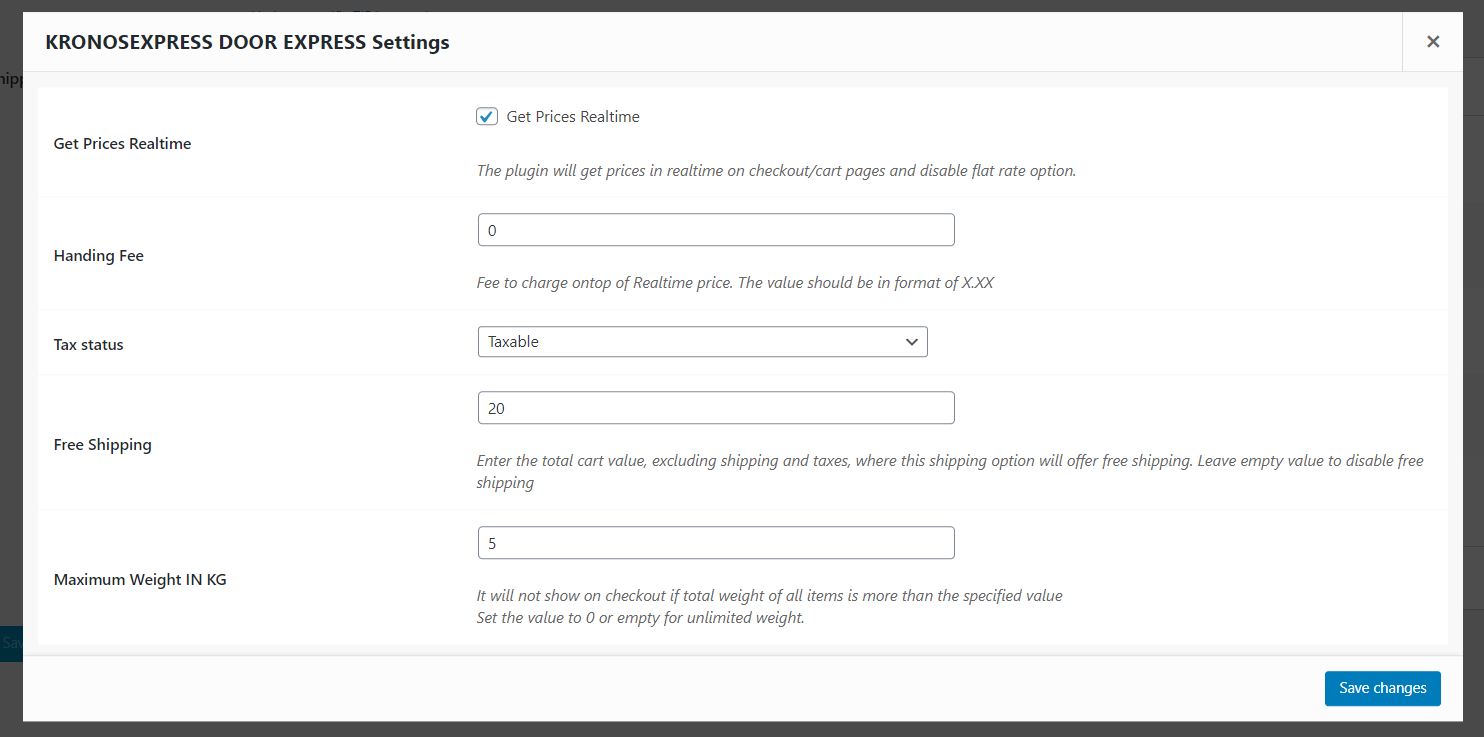 KRONOSEXPRESS DOOR EXPRESS Settings
Get Prices Realtime
Get Prices Realtime
The plugin will get prices in realtime on checkout/cart pages and disable flat rate option.
Handing Fee
0
Fee to charge ontop of Realtime price. The value should be in format of X.XX
Tax status
Taxable
Free Shipping
20
Enter the total cart value, excluding shipping and taxes, where this shipping option will offer free shipping. Leave empty value to disable free
shipping
Maximum Weight IN KG
5
It will not show on checkout if total weight of all items is more than the specified value
Set the value to 0 or empty for unlimited weight.
Save changes